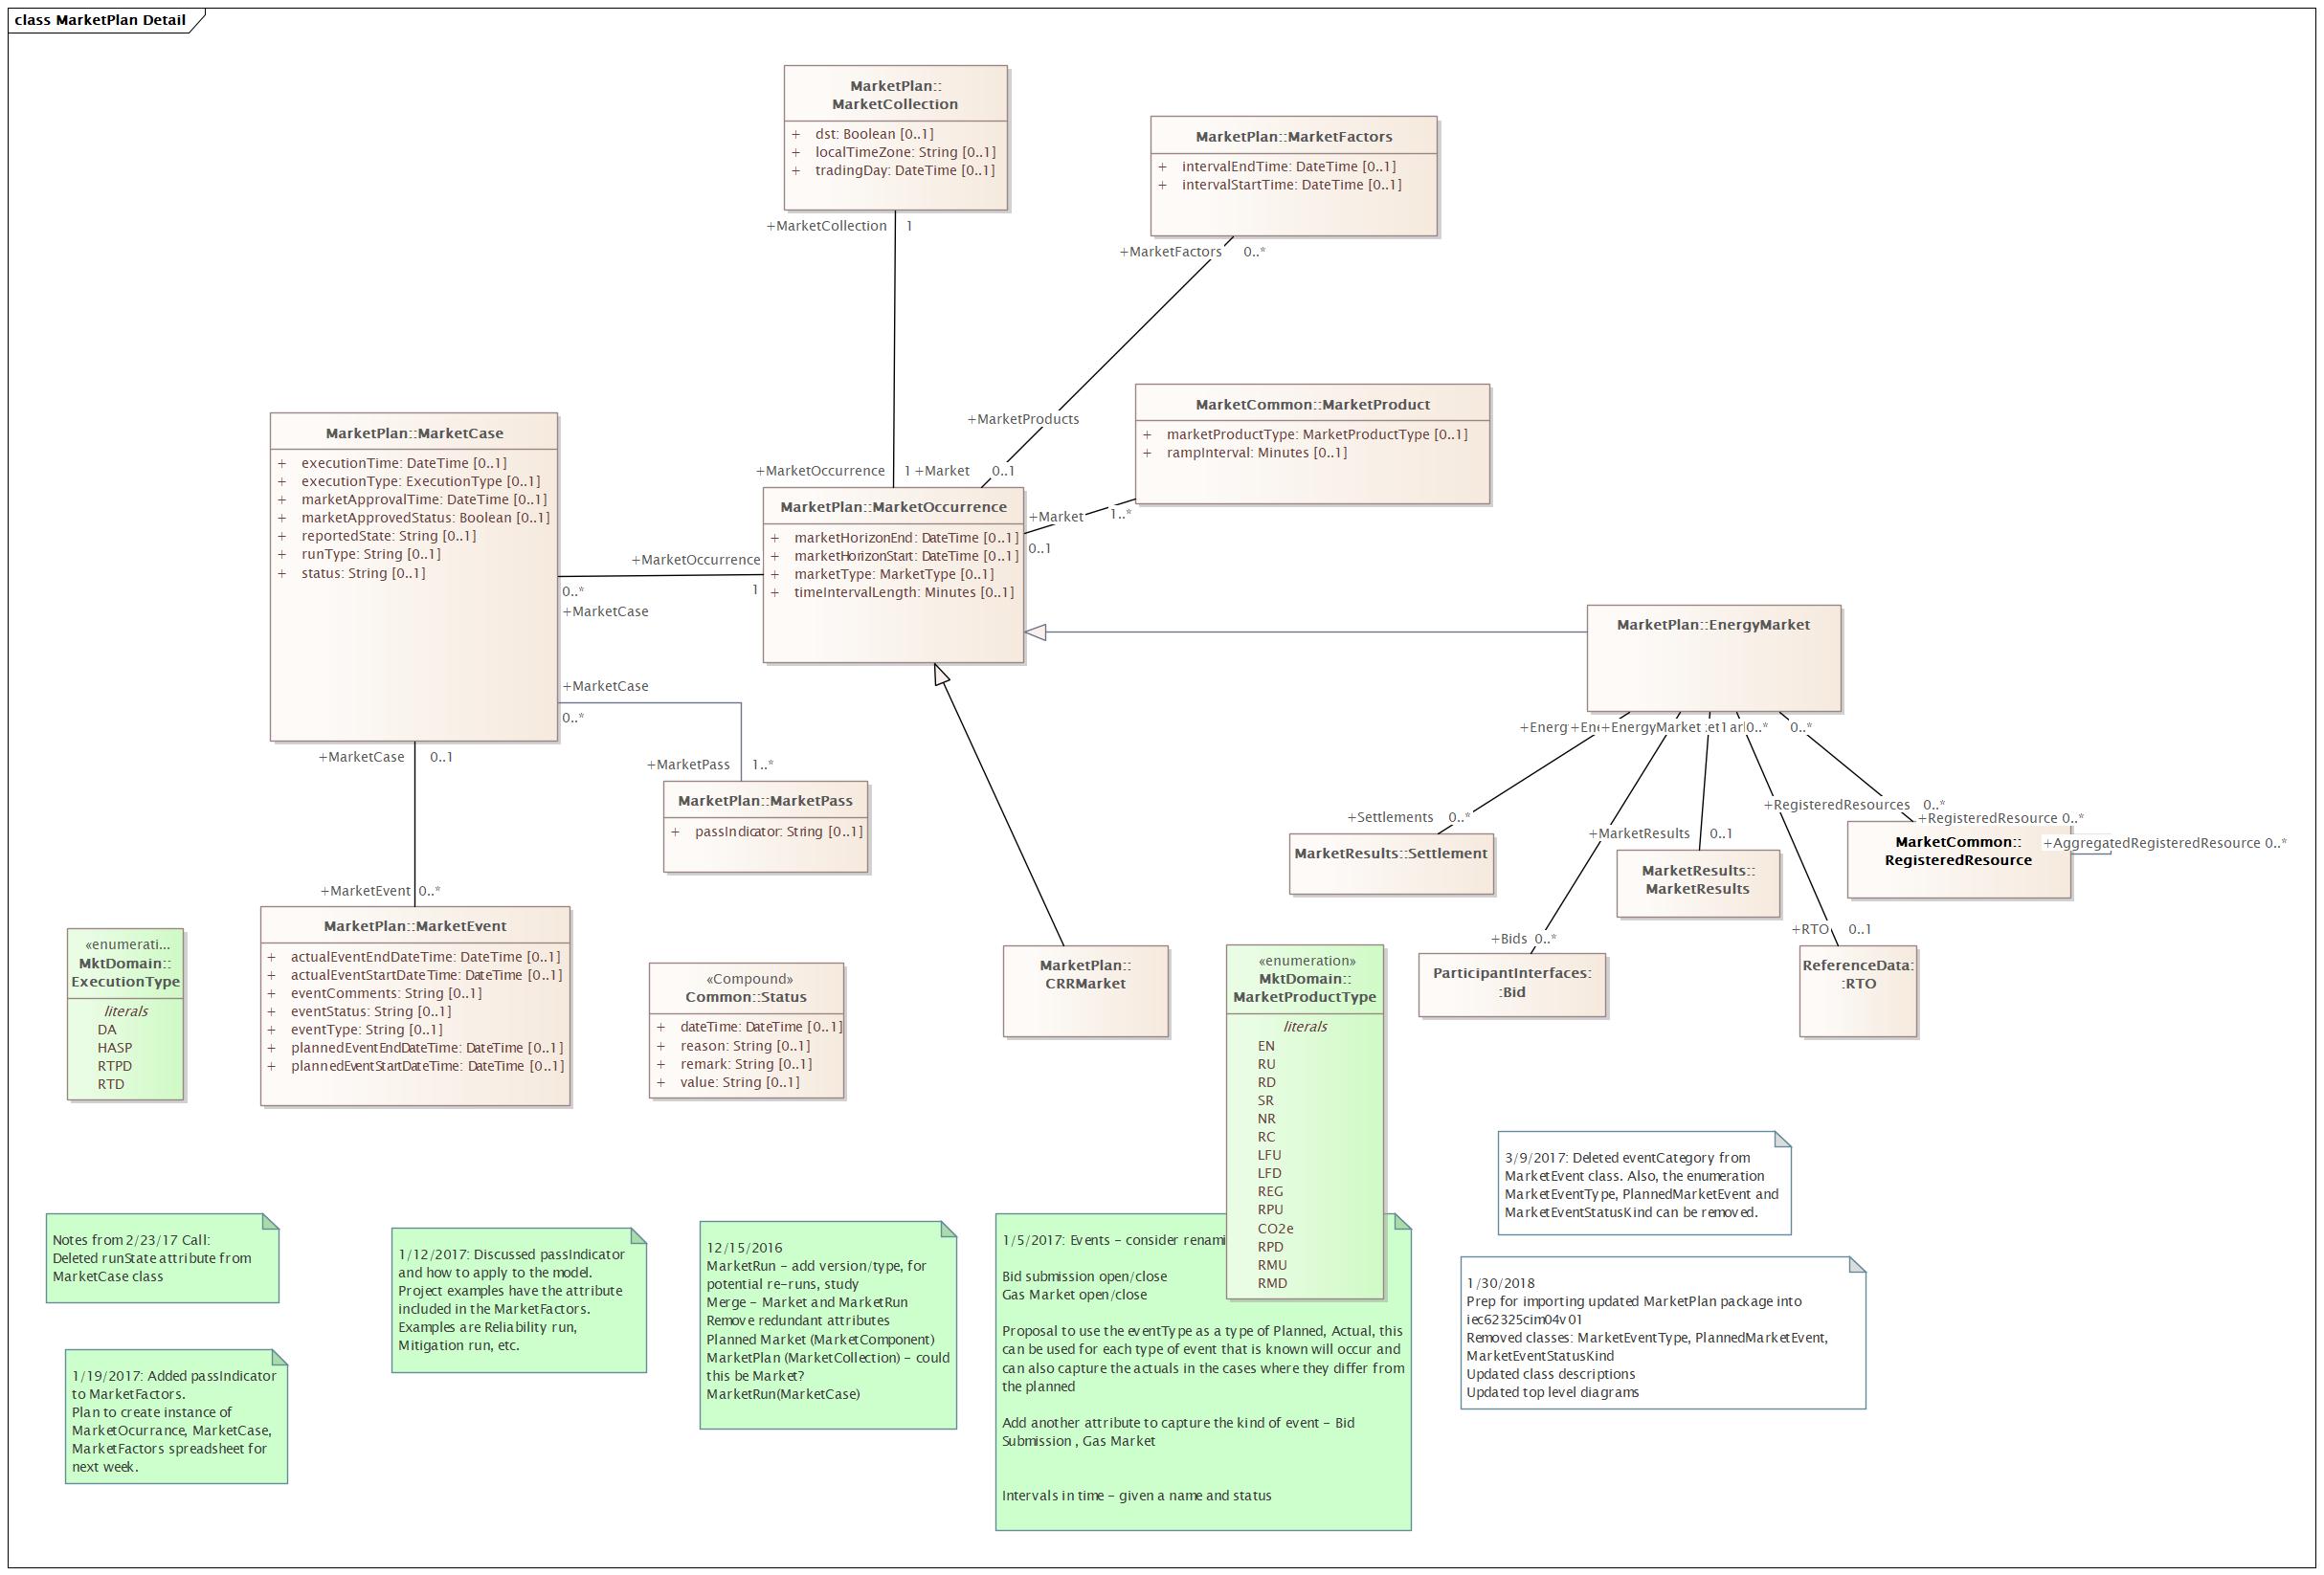 class MarketPlan Detail
MarketPlan::
MarketCollection
+ dst: Boolean [0..1]
+ localTimeZone: String [0..1]
+ tradingDay: DateTime [0..1]
MarketPlan::MarketFactors
+ intervalEndTime: DateTime [0..1]
+ intervalStartTime: DateTime [0..1]
+MarketCollection 1
+MarketFactors 0..*
MarketCommon::MarketProduct
+ marketProductType: MarketProductType [0..1]
+ rampInterval: Minutes [0..1]
+MarketProducts
1..*
MarketPlan::MarketCase
+ executionTime: DateTime [0..1]
+ executionType: ExecutionType [0..1]
+ marketApprovalTime: DateTime [0..1]
+ marketApprovedStatus: Boolean [0..1]
+ reportedState: String [0..1]
+ runType: String [0..1]
+ status: String [0..1]
+MarketOccurrence 1
+Market 0..1
MarketPlan::MarketOccurrence
+ marketHorizonEnd: DateTime [0..1]
+ marketHorizonStart: DateTime [0..1]
+ marketType: MarketType [0..1]
+ timeIntervalLength: Minutes [0..1]
+Market
0..1
+MarketOccurrence
1
0..*
+MarketCase
MarketPlan::EnergyMarket
+MarketCase
0..*
+MarketPass 1..*
MarketPlan::MarketPass
+ passIndicator: String [0..1]
+MarketCase 0..1
+MarketEvent 0..*
MarketPlan::MarketEvent
+ actualEventEndDateTime: DateTime [0..1]
+ actualEventStartDateTime: DateTime [0..1]
+ eventComments: String [0..1]
+ eventStatus: String [0..1]
+ eventType: String [0..1]
+ plannedEventEndDateTime: DateTime [0..1]
+ plannedEventStartDateTime: DateTime [0..1]
+EnergyMarket
0..* 0..*
+Settlements 0..*
MarketResults::Settlement
+MarketResults 0..1
MarketResults::
MarketResults
+RegisteredResources 0..*
+RegisteredResource 0..*
MarketCommon::
RegisteredResource
+AggregatedRegisteredResource 0..*
+Bids 0..*
ParticipantInterfaces:
:Bid
+RTO 0..1
ReferenceData:
:RTO
«enumerati...
MktDomain::
ExecutionType
literals
DA
HASP
RTPD
RTD
«Compound»
Common::Status
+ dateTime: DateTime [0..1]
+ reason: String [0..1]
+ remark: String [0..1]
+ value: String [0..1]
MarketPlan::
CRRMarket
«enumeration»
MktDomain::
MarketProductType
literals
EN
RU
RD
SR
NR
RC
LFU
LFD
REG
RPU
CO2e
RPD
RMU
RMD
3/9/2017: Deleted eventCategory from
MarketEvent class. Also, the enumeration
MarketEventType, PlannedMarketEvent and
MarketEventStatusKind can be removed.
Notes from 2/23/17 Call:
Deleted runState attribute from
MarketCase class
1/12/2017: Discussed passIndicator
and how to apply to the model.
Project examples have the attribute
included in the MarketFactors.
Examples are Reliability run,
Mitigation run, etc.
12/15/2016
MarketRun - add version/type, for
potential re-runs, study
Merge - Market and MarketRun
Remove redundant attributes
Planned Market (MarketComponent)
MarketPlan (MarketCollection) - could
this be Market?
MarketRun(MarketCase)
1/5/2017: Events - consider renami
Bid submission open/close
Gas Market open/close
Proposal to use the eventType as a type of Planned, Actual, this
can be used for each type of event that is known will occur and
can also capture the actuals in the cases where they differ from
the planned
Add another attribute to capture the kind of event - Bid
Submission , Gas Market
Intervals in time - given a name and status
1/30/2018
Prep for importing updated MarketPlan package into
iec62325cim04v01
Removed classes: MarketEventType, PlannedMarketEvent,
MarketEventStatusKind
Updated class descriptions
Updated top level diagrams
1/19/2017: Added passIndicator
to MarketFactors.
Plan to create instance of
MarketOcurrance, MarketCase,
MarketFactors spreadsheet for
next week.